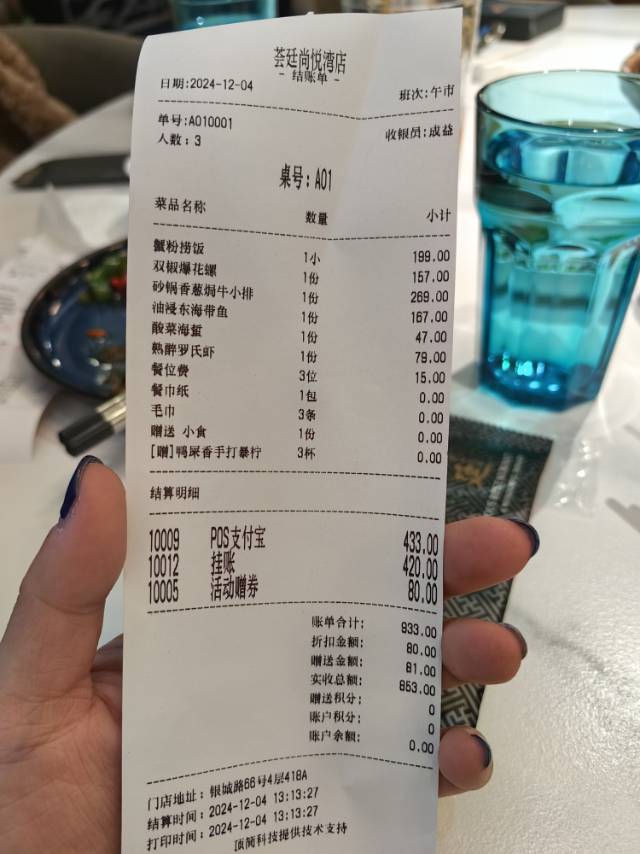 荟廷尚悦湾店
- 结账单 -
日期:2024-12-04 班次:午市
单号:A010001 收银员:成益
人数:3
桌号:A01
菜品名称 数量 小计
蟹粉捞饭 1小 199.00
双椒爆花螺 1份 157.00
砂锅香葱焗牛小排 1份 269.00
油浸东海带鱼 1份 167.00
酸菜海蜇 1份 47.00
熟醉罗氏虾 1份 79.00
餐位费 3位 15.00
餐巾纸 1包 0.00
毛巾 3条 0.00
赠送 小食 1份 0.00
[赠]鸭屎香手打暴柠 3杯 0.00
结算明细
10009 POS支付宝 433.00
10012 挂账 420.00
10005 活动赠券 80.00
账单合计: 933.00
折扣金额: 80.00
赠送金额: 81.00
实收总额: 853.00
赠送积分: 0
账户积分: 0
账户余额: 0.00
门店地址: 银城路66号4层418A
结算时间: 2024-12-04 13:13:27
打印时间: 2024-12-04 13:13:27
顶简科技提供技术支持